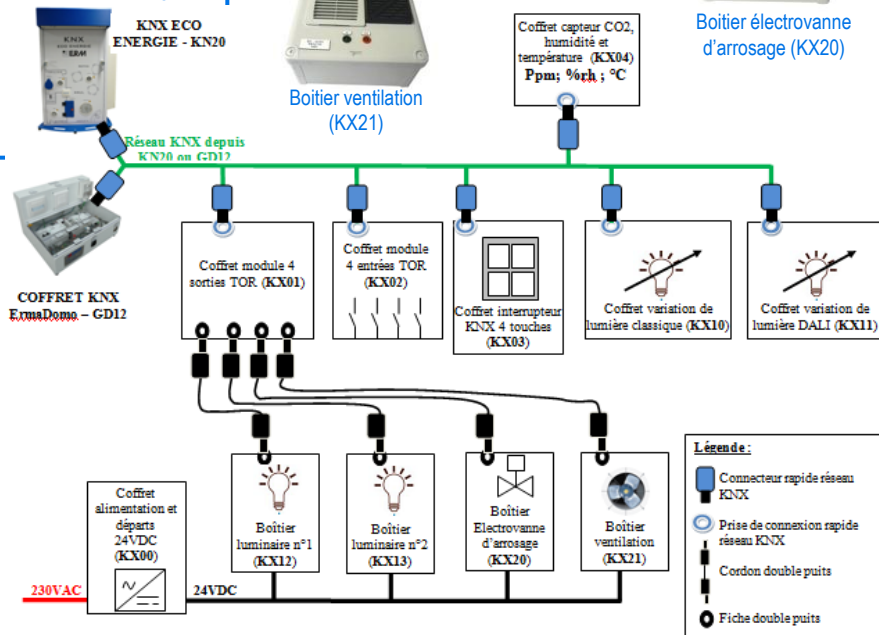 KNX ECO
ENERGIE - KN20
KNX
ECO ENERGIE
ERM
Boitier ventilation
(KX21)
Coffret capteur CO2,
humidité et
température (KX04)
Ppm; %rh ; °C
Boitier électrovanne
d'arrosage (KX20)
Réseau KNX depuis
KN20 ou GD12
COFFRET KNX
ErmaDomo – GD12
Coffret module 4
sorties TOR (KX01)
Coffret module
4 entrées TOR
(KX02)
Coffret interrupteur
KNX 4 touches
(KX03)
Coffret variation de
lumière classique (KX10)
Coffret variation de
lumière DALI (KX11)
Coffret
alimentation et
départs
24VDC
(KX00)
230VAC
24VDC
Boîtier
luminaire n°1
(KX12)
Boîtier
luminaire n°2
(KX13)
Boîtier
Electrovanne
d'arrosage
(KX20)
Boîtier
ventilation
(KX21)
Légende :
Connecteur rapide réseau
KNX
Prise de connexion rapide
réseau KNX
Cordon double puits
Fiche double puits